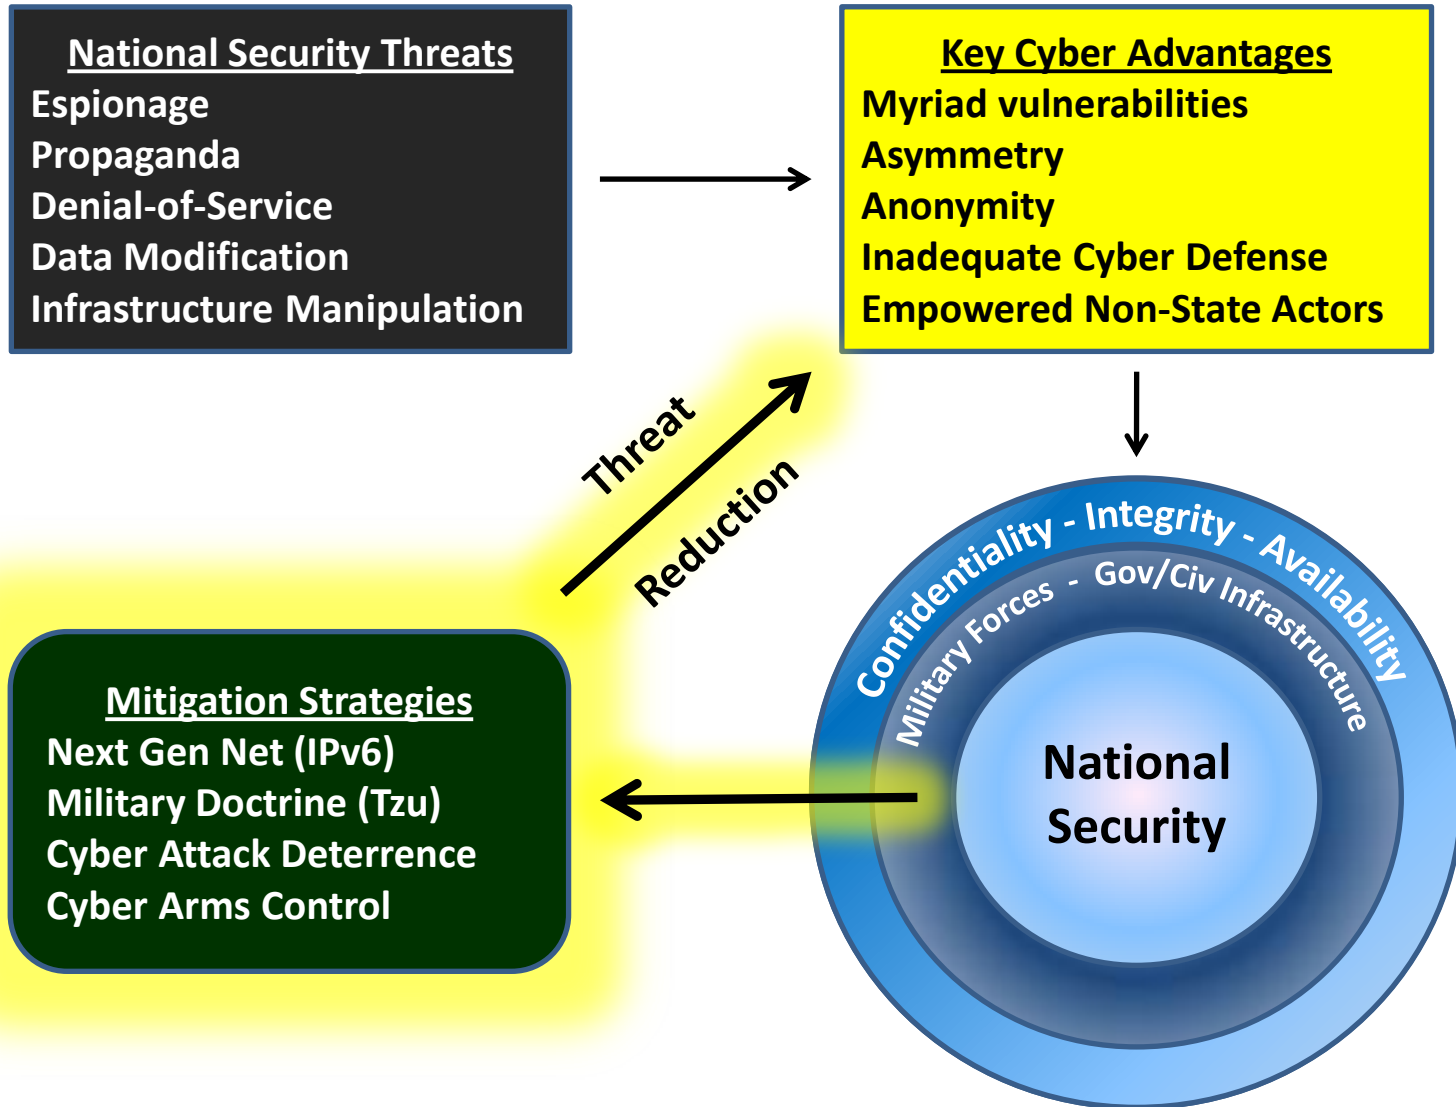 National Security Threats
Espionage
Propaganda
Denial-of-Service
Data Modification
Infrastructure Manipulation
Key Cyber Advantages
Myriad vulnerabilities
Asymmetry
Anonymity
Inadequate Cyber Defense
Empowered Non-State Actors
Threat
Reduction
Confidentiality - Integrity - Availability
Military Forces - Gov/Civ Infrastructure
National
Security
Mitigation Strategies
Next Gen Net (IPv6)
Military Doctrine (Tzu)
Cyber Attack Deterrence
Cyber Arms Control